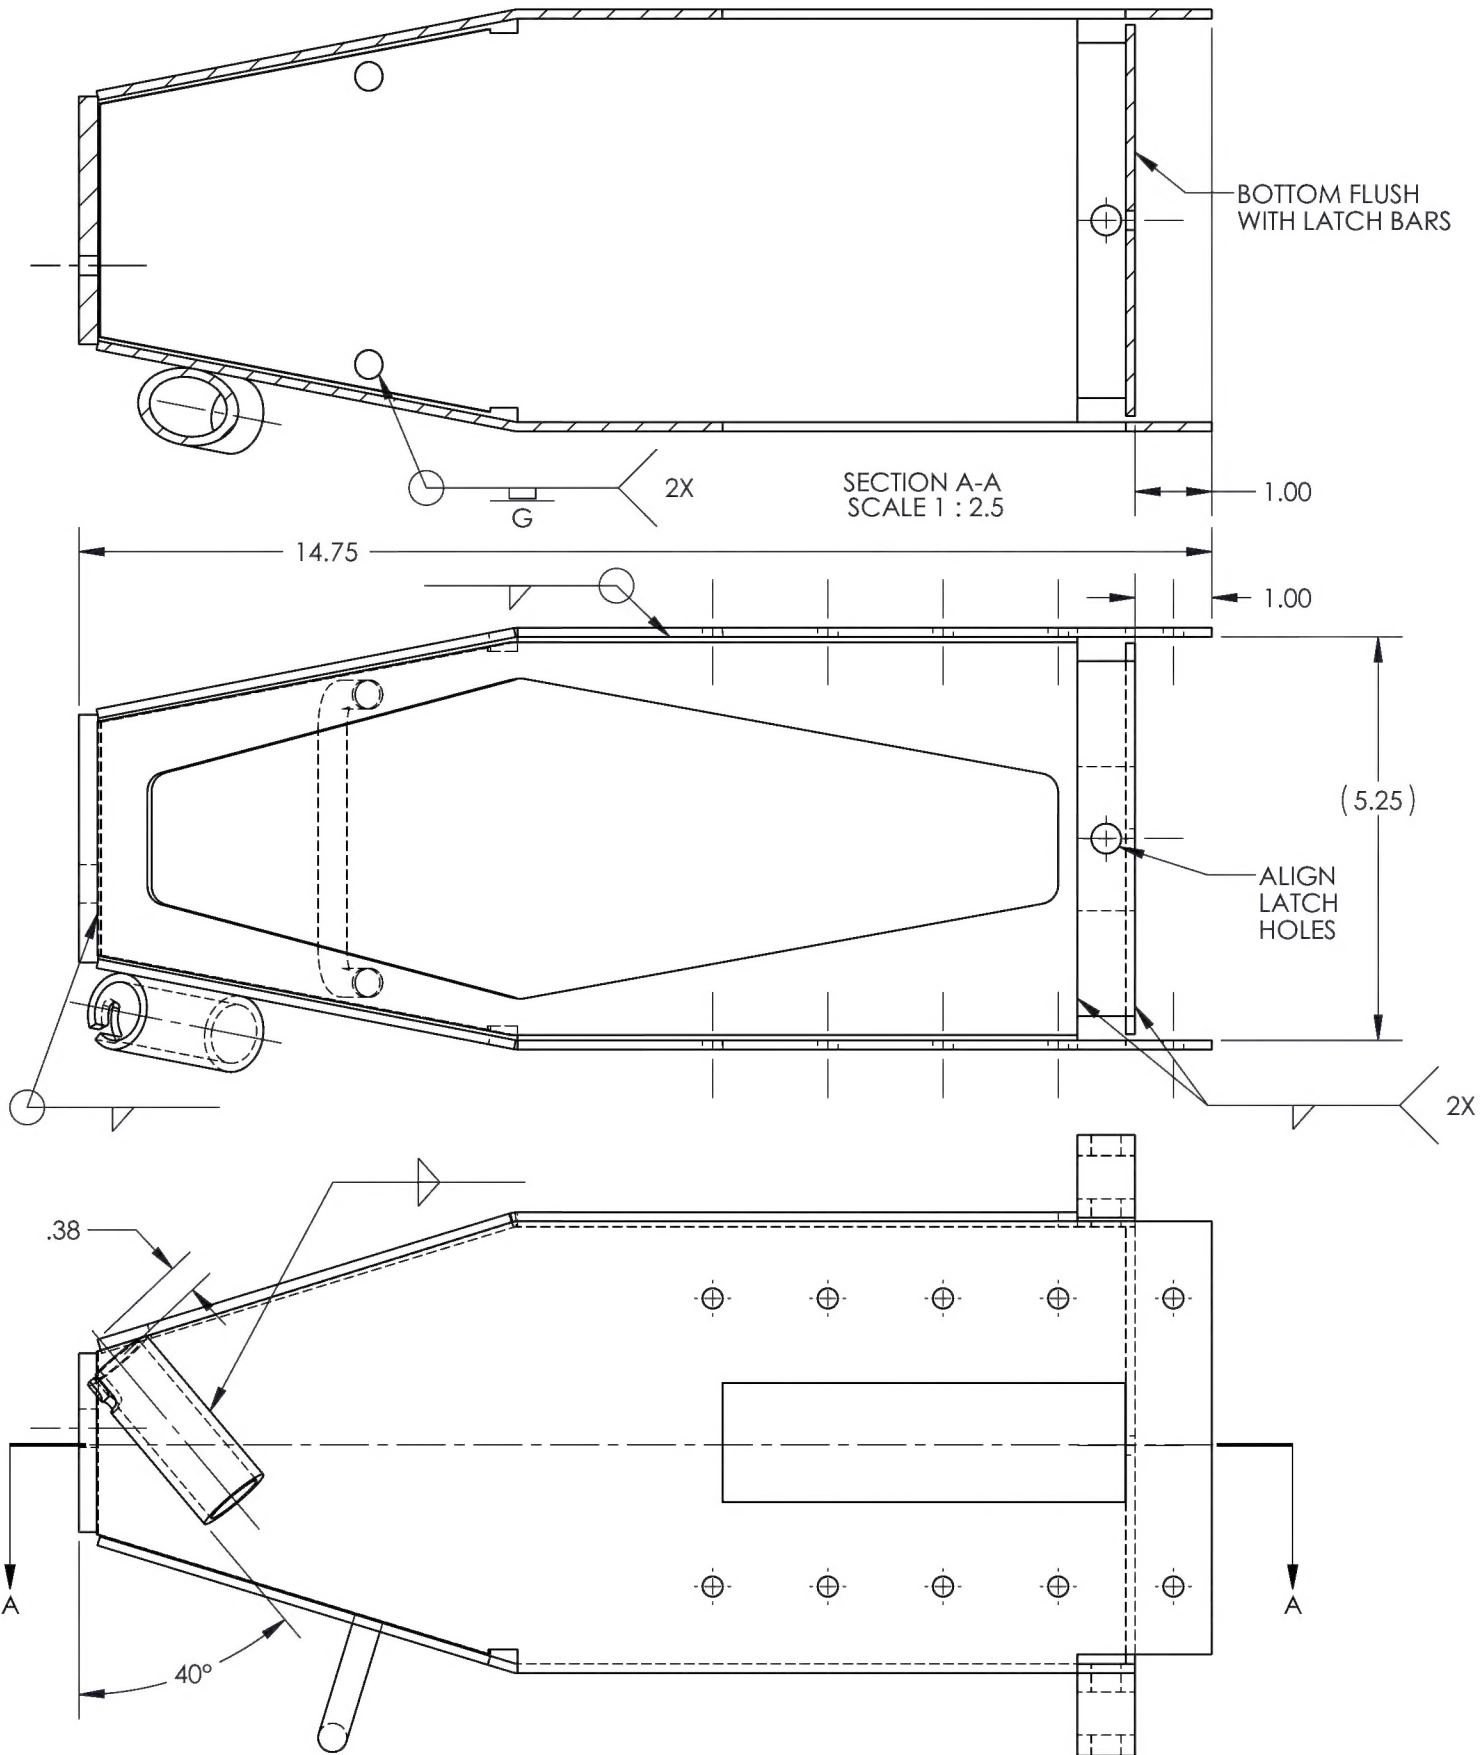 BOTTOM FLUSH
WITH LATCH BARS
2X
G
SECTION A-A
SCALE 1 : 2.5
1.00
14.75
1.00
(5.25)
ALIGN
LATCH
HOLES
2X
.38
A
A
40°